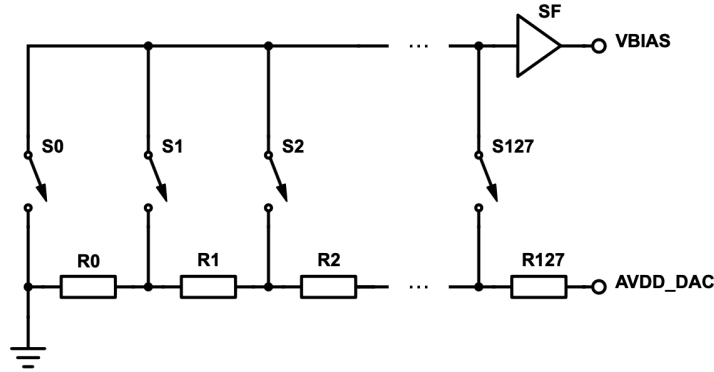 SF
VBIAS
...
S0
S1
S2
S127
R0
R1
R2
R127
...
AVDD_DAC